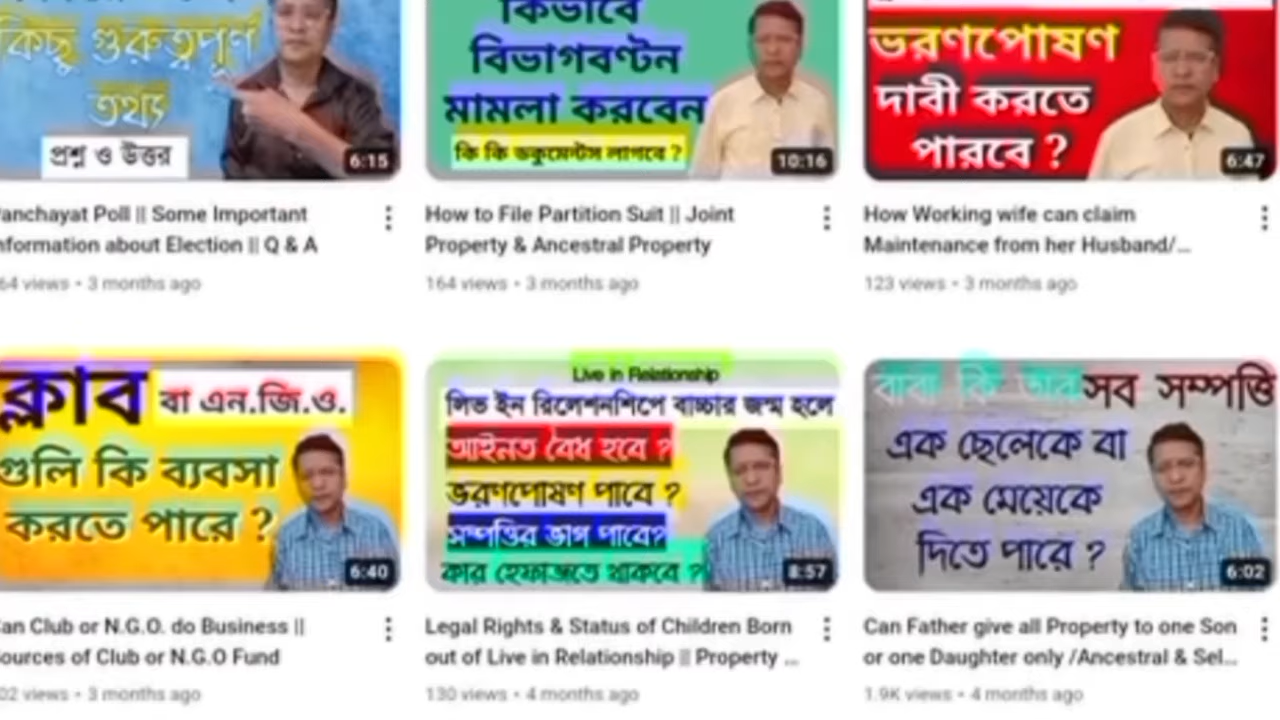 কিছু গুরুত্বপূর্ণ
তথ্য
প্রশ্ন ও উত্তর
6:15
কিভাবে
বিভাগবণ্টন
মামলা করবেন
কি কি ডকুমেন্টস লাগবে ?
10:16
ভরণপোষণ
দাবী করতে
পারবে ?
6:47
Poll || Some Important
about Election || Q & A
views • 3 months ago
How to File Partition Suit || Joint
Property & Ancestral Property
164 views • 3 months ago
How Working wife can claim
Maintenance from her Husband/...
123 views • 3 months ago
ক্লাব বা এন.জি.ও.
গুলি কি ব্যবসা
করতে পারে ?
6:40
Live in Relationship
লিভ ইন রিলেশনশিপে বাচ্চার জন্ম হলে
আইনত বৈধ হবে ?
ভরণপোষণ পাবে ?
সম্পত্তির ভাগ পাবে?
কার হেফাজতে থাকবে ?
8:57
বাবা কি তার সব সম্পত্তি
এক ছেলেকে বা
এক মেয়েকে
দিতে পারে ?
6:02
Club or N.G.O. do Business ||
of Club or N.G.O Fund
views • 3 months ago
Legal Rights & Status of Children Born
out of Live in Relationship || Property ...
130 views • 4 months ago
Can Father give all Property to one Son
or one Daughter only /Ancestral & Sel...
1.9K views • 4 months ago